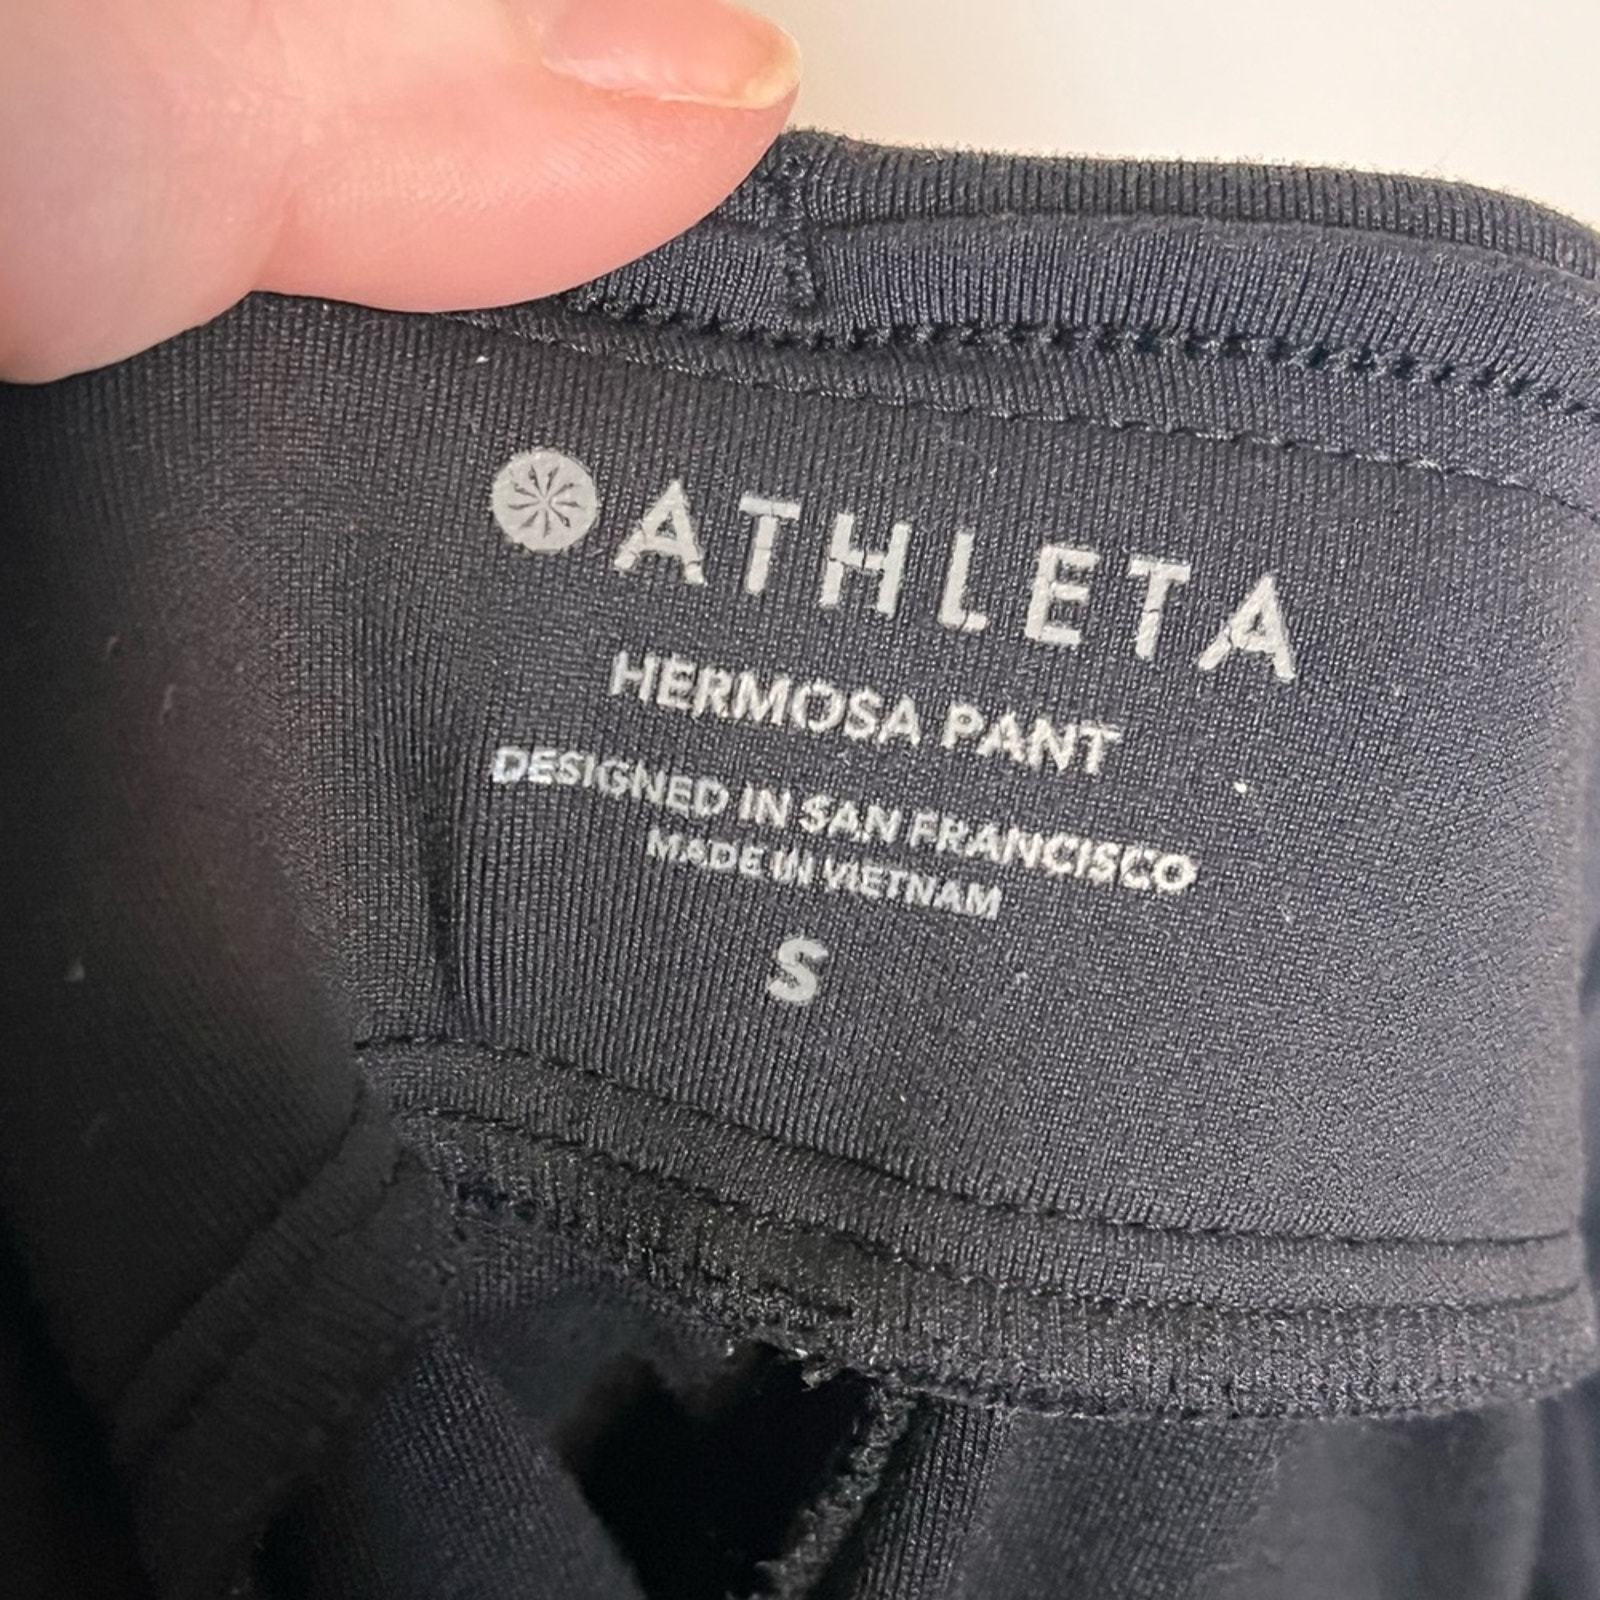 ATHLETA
HERMOSA PANT
DESIGNED IN SAN FRANCISCO
MADE IN VIETNAM
S